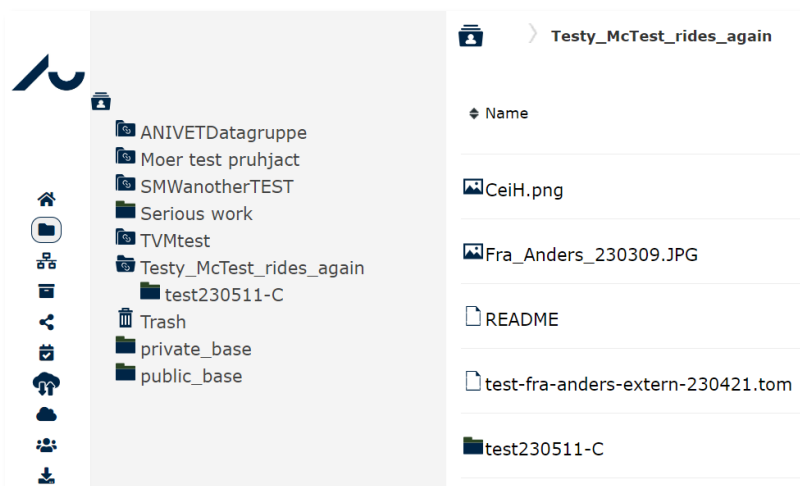 Testy_McTest_rides_again
Name
ANIVETDatagruppe
Moer test pruhjact
SMWanotherTEST
Serious work
TVMtest
Testy_McTest_rides_again
test230511-C
Trash
private_base
public_base
CeiH.png
Fra_Anders_230309.JPG
README
test-fra-anders-extern-230421.tom
test230511-C